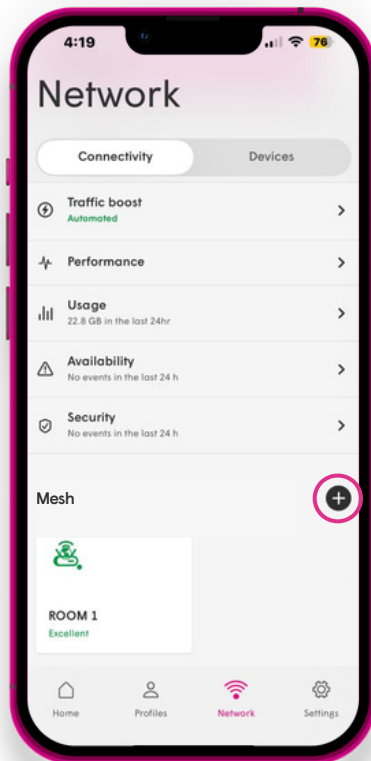 4:19
76
Network
Connectivity
Devices
Traffic boost
Automated
Performance
Usage
22.8 GB in the last 24hr
Availability
No events in the last 24 h
Security
No events in the last 24 h
Mesh
ROOM 1
Excellent
Home
Profiles
Network
Settings